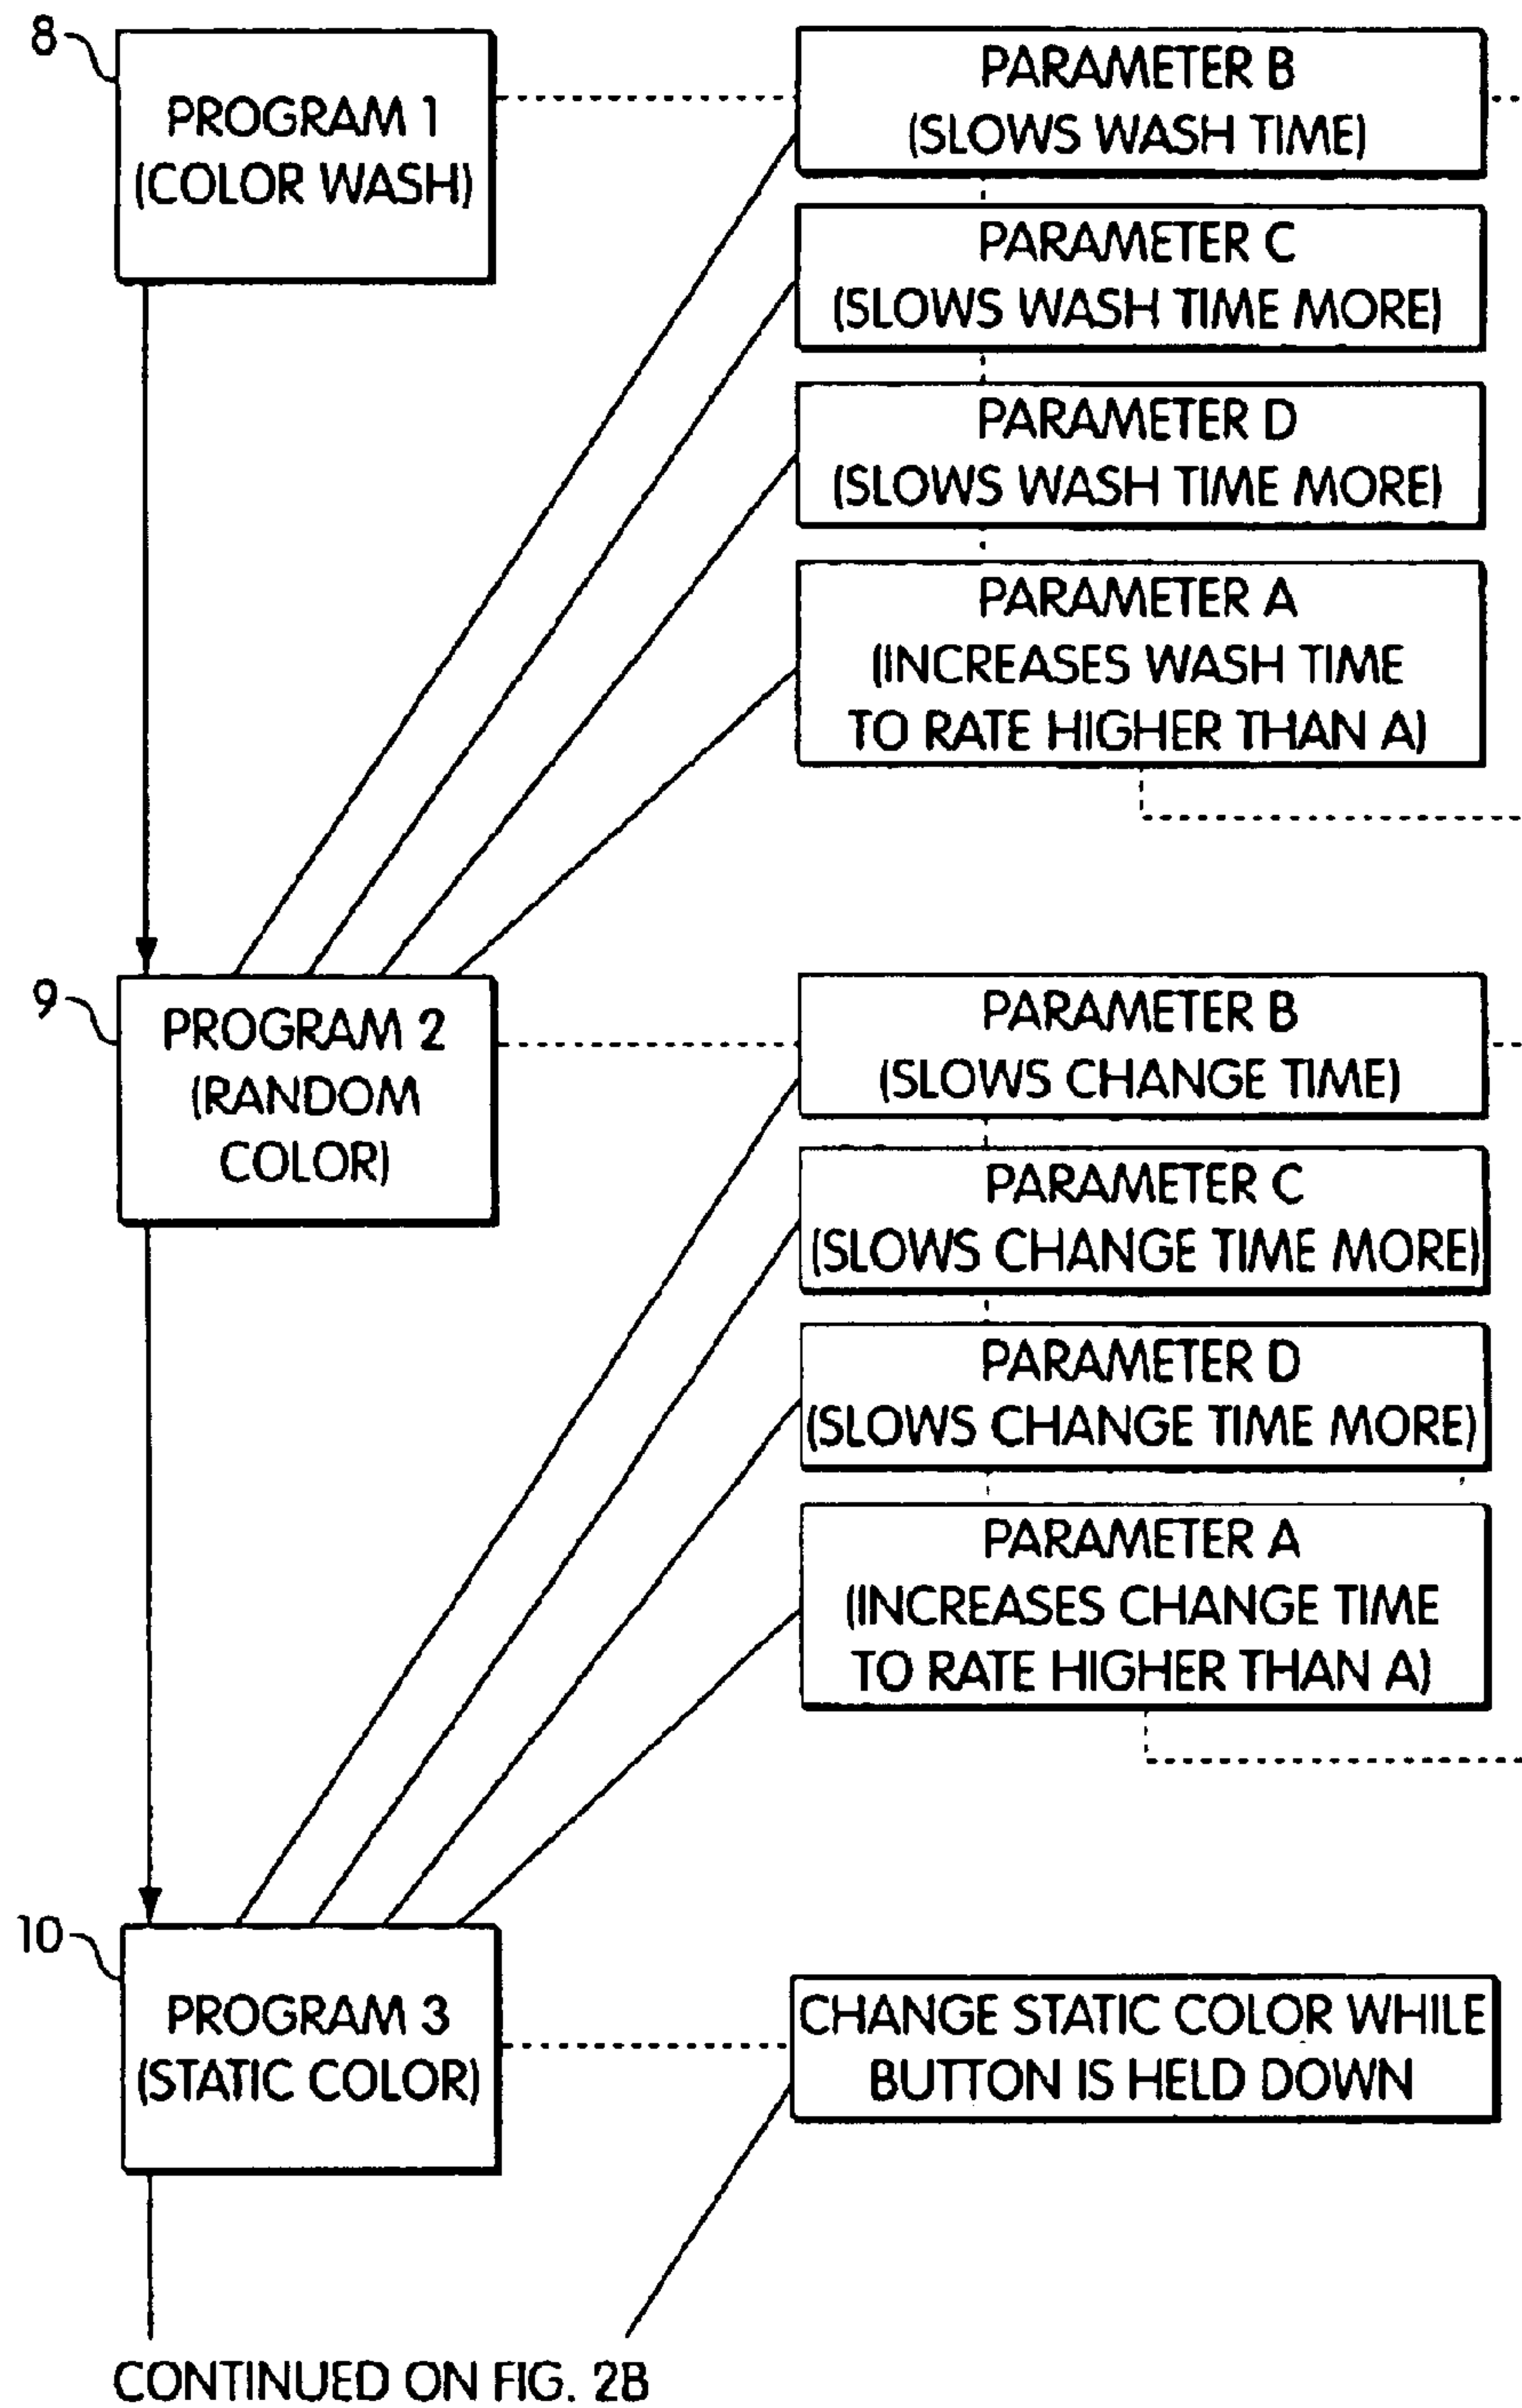 8
PROGRAM 1
(COLOR WASH)
PARAMETER B
(SLOWS WASH TIME)
PARAMETER C
(SLOWS WASH TIME MORE)
PARAMETER D
(SLOWS WASH TIME MORE)
PARAMETER A
(INCREASES WASH TIME
TO RATE HIGHER THAN A)
9
PROGRAM 2
(RANDOM
COLOR)
PARAMETER B
(SLOWS CHANGE TIME)
PARAMETER C
(SLOWS CHANGE TIME MORE)
PARAMETER D
(SLOWS CHANGE TIME MORE)
PARAMETER A
(INCREASES CHANGE TIME
TO RATE HIGHER THAN A)
10
PROGRAM 3
(STATIC COLOR)
CHANGE STATIC COLOR WHILE
BUTTON IS HELD DOWN
CONTINUED ON FIG. 2B